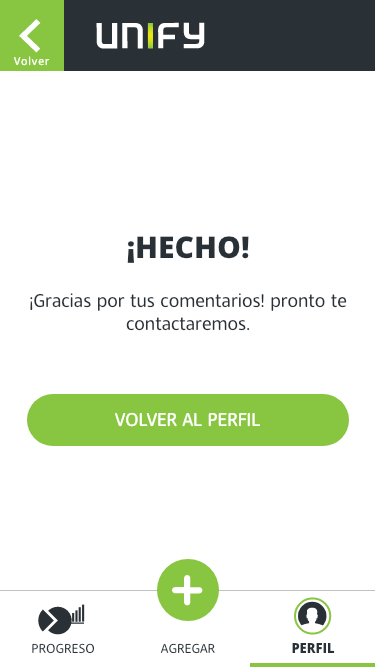 Volver
UNIFY
¡HECHO!
¡Gracias por tus comentarios! pronto te
contactaremos.
VOLVER AL PERFIL
PROGRESO
AGREGAR
PERFIL